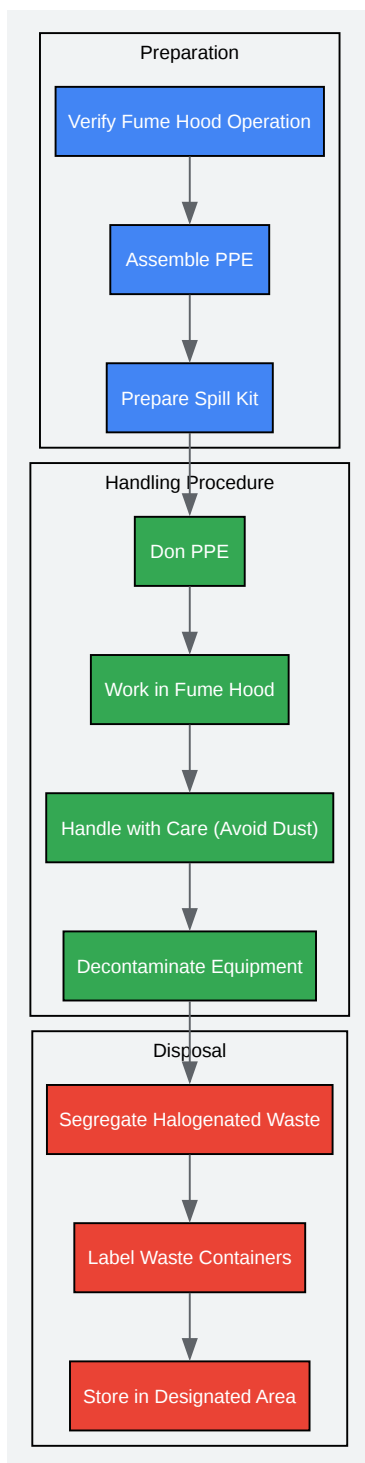 Preparation
Verify Fume Hood Operation
Assemble PPE
Prepare Spill Kit
Handling Procedure
Don PPE
Work in Fume Hood
Handle with Care (Avoid Dust)
Decontaminate Equipment
Disposal
Segregate Halogenated Waste
Label Waste Containers
Store in Designated Area